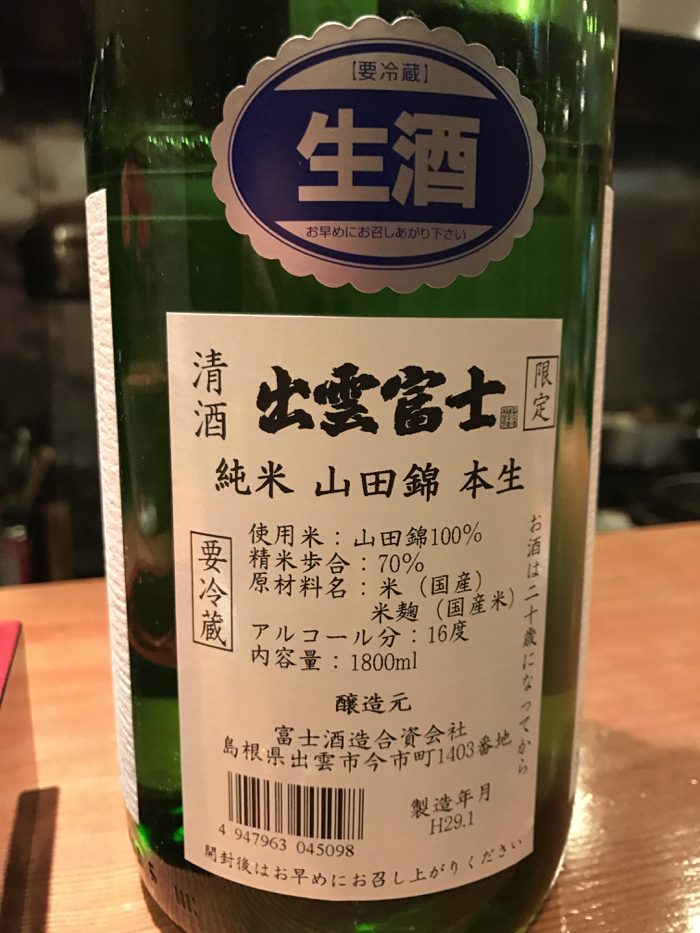 【要冷蔵】
生酒
お早めにお召しあがり下さい
清酒
出雲富士
限定
純米 山田錦 本生
要冷蔵
使用米：山田錦100％
精米歩合：70％
原材料名：米（国産）
米麹（国産米）
アルコール分：16度
内容量：1800ml
お酒は二十歳になってから
醸造元
富士酒造合資会社
島根県出雲市今市町1403番地
製造年月
H29.1
4 947963 045098
開封後はお早めにお召し上がりください